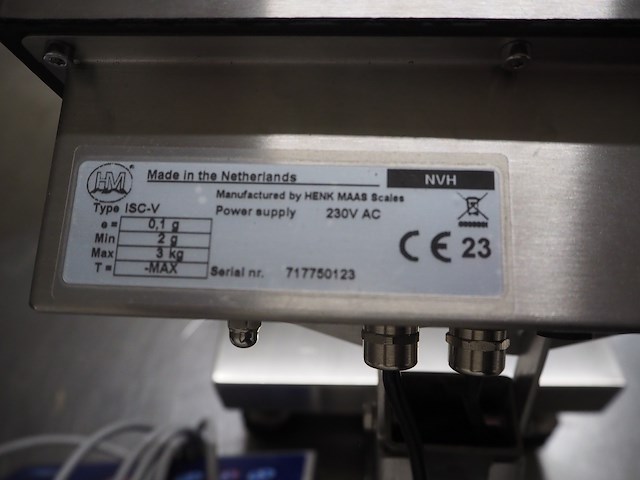 HM ®
Made in the Netherlands
NVH
Manufactured by HENK MAAS Scales
Type ISC-V
Power supply 230V AC
e = 0,1 g
Min 2 g
Max 3 kg
T = -MAX
CE 23
Serial nr. 717750123